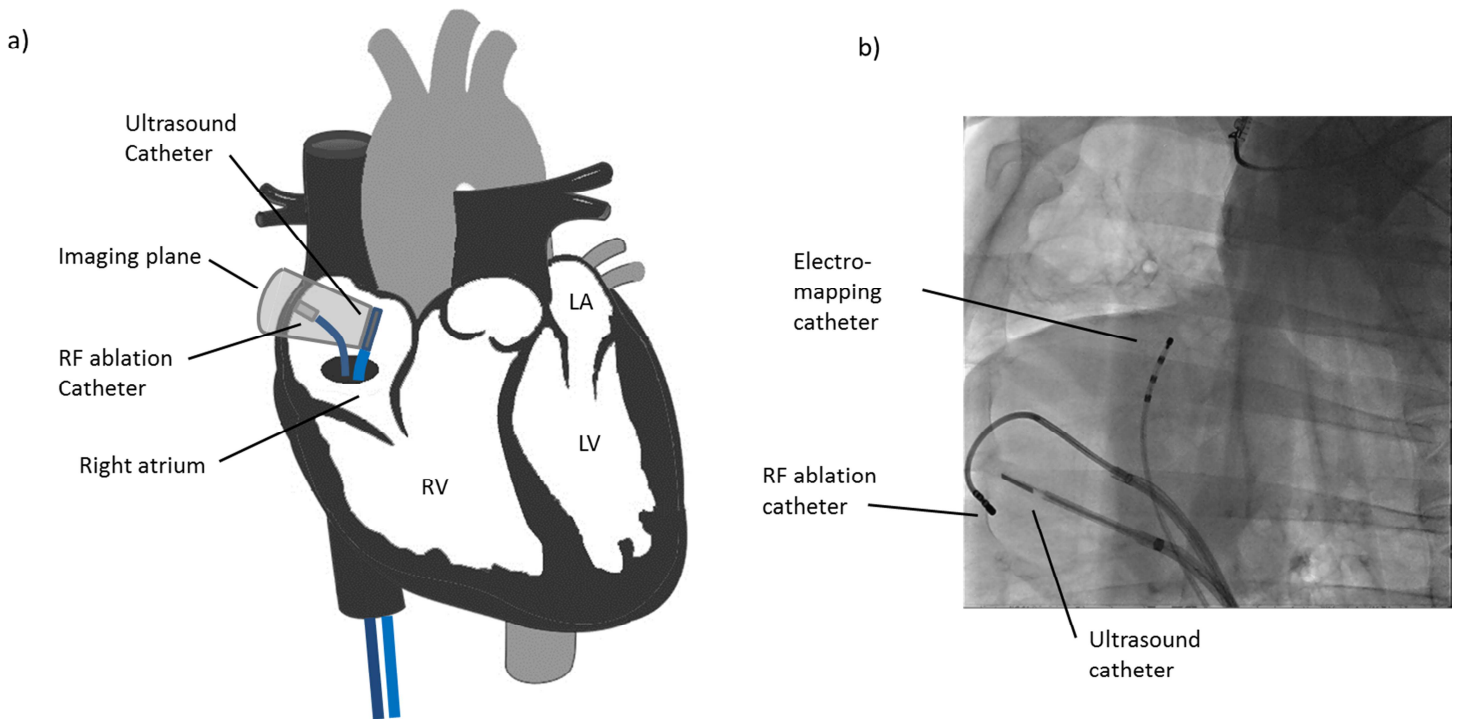 a)
Ultrasound
Catheter
Imaging plane
RF ablation
Catheter
Right atrium
LA
LV
RV
b)
Electro-
mapping
catheter
RF ablation
catheter
Ultrasound
catheter